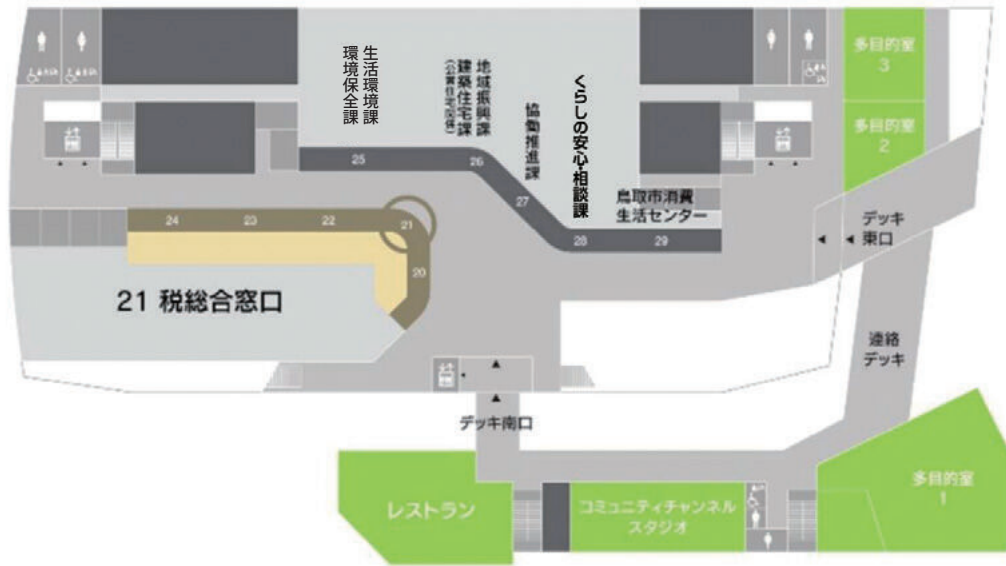 生活環境課
環境保全課
地域振興課
建築住宅課
(公営住宅関係)
協働推進課
くらしの安心・相談課
鳥取市消費
生活センター
多目的室
3
多目的室
2
25
26
27
28
29
24
23
22
21
20
21 税総合窓口
デッキ
東口
連絡
デッキ
デッキ南口
レストラン
コミュニティチャンネル
スタジオ
多目的室
1